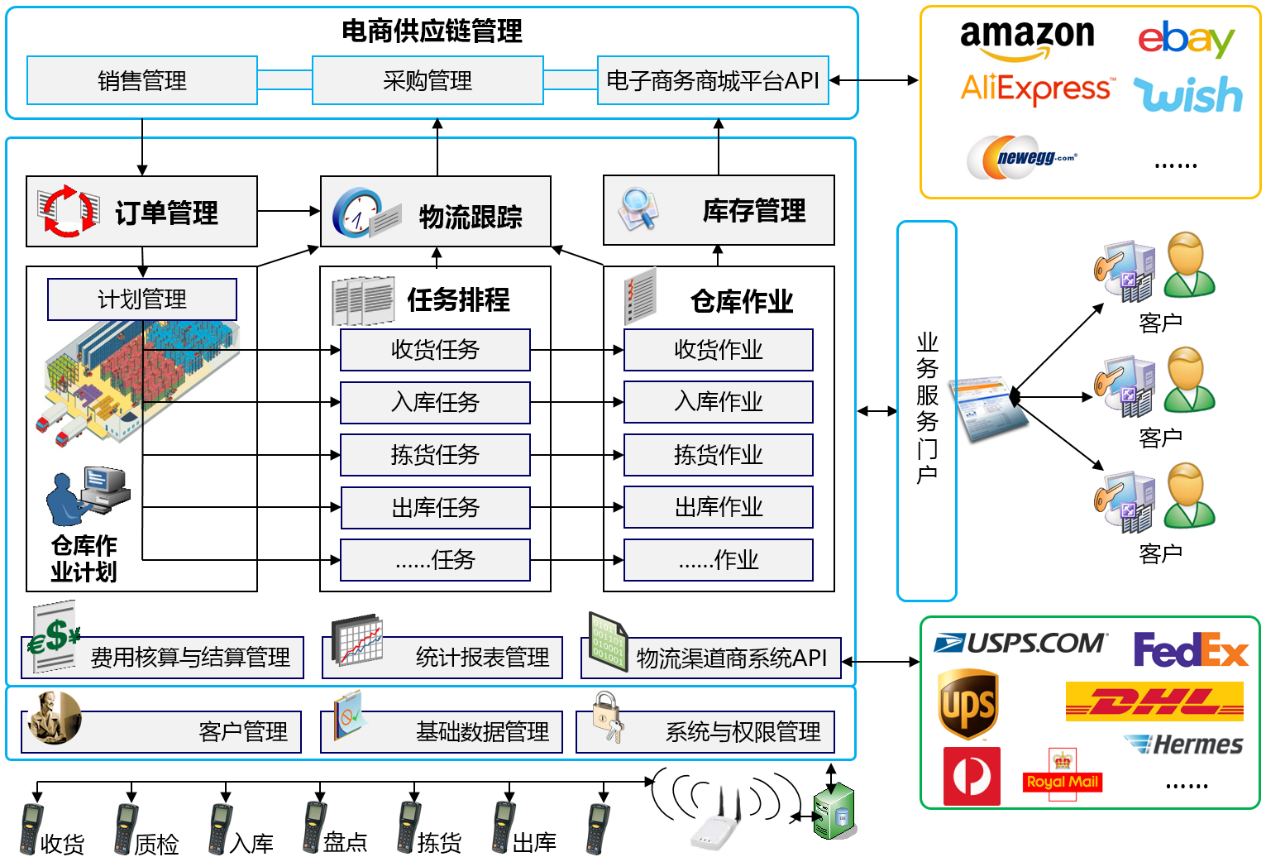 电商供应链管理
销售管理
采购管理
电子商务商城平台API
amazon
ebay
AliExpress™
wish
newegg.com®
......
订单管理
物流跟踪
库存管理
计划管理
任务排程
仓库作业
收货任务
收货作业
入库任务
入库作业
拣货任务
拣货作业
出库任务
出库作业
......任务
......作业
仓库作
业计划
业务服务门户
客户
客户
客户
费用核算与结算管理
统计报表管理
物流渠道商系统API
客户管理
基础数据管理
系统与权限管理
USPS.COM®
FedEx
ups
DHL
Hermes
Royal Mail
......
收货
质检
入库
盘点
拣货
出库